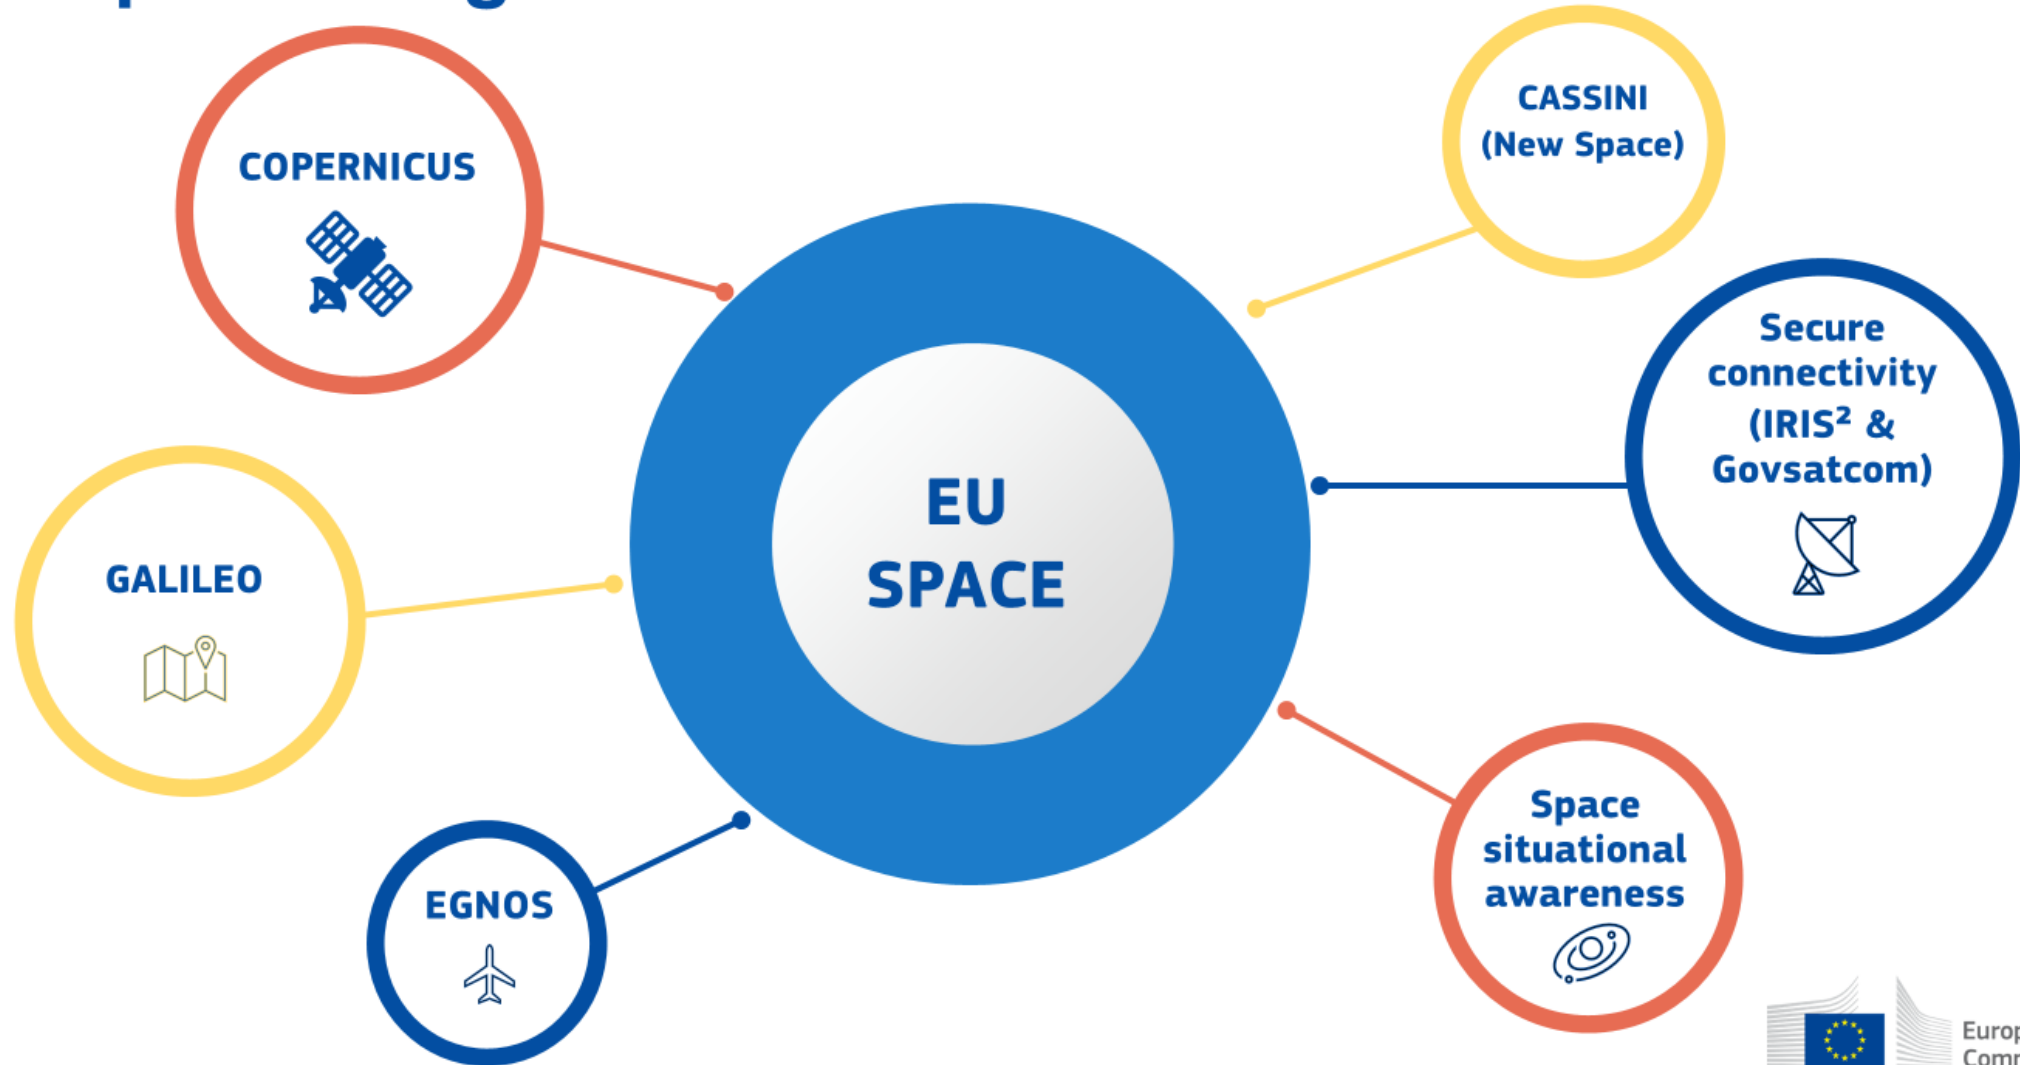 COPERNICUS
CASSINI
(New Space)
Secure
connectivity
(IRIS² &
Govsatcom)
EU
SPACE
GALILEO
EGNOS
Space
situational
awareness